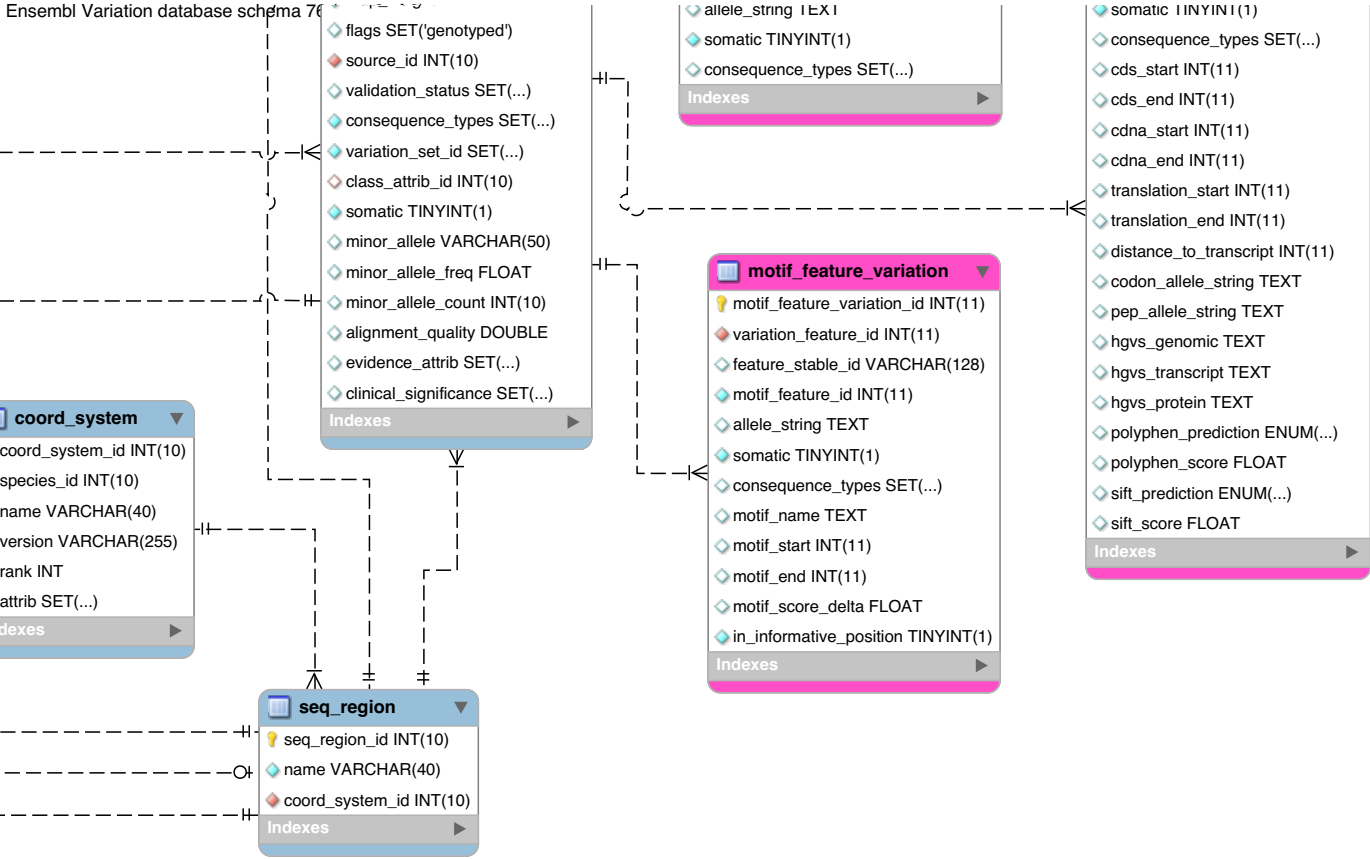 Ensembl Variation database schema 76
flags SET('genotyped')
source_id INT(10)
validation_status SET(...)
consequence_types SET(...)
variation_set_id SET(...)
class_attrib_id INT(10)
somatic TINYINT(1)
minor_allele VARCHAR(50)
minor_allele_freq FLOAT
minor_allele_count INT(10)
alignment_quality DOUBLE
evidence_attrib SET(...)
clinical_significance SET(...)
Indexes
allele_string TEXT
somatic TINYINT(1)
consequence_types SET(...)
Indexes
somatic TINYINT(1)
consequence_types SET(...)
cds_start INT(11)
cds_end INT(11)
cdna_start INT(11)
cdna_end INT(11)
translation_start INT(11)
translation_end INT(11)
distance_to_transcript INT(11)
codon_allele_string TEXT
pep_allele_string TEXT
hgvs_genomic TEXT
hgvs_transcript TEXT
hgvs_protein TEXT
polyphen_prediction ENUM(...)
polyphen_score FLOAT
sift_prediction ENUM(...)
sift_score FLOAT
Indexes
motif_feature_variation
motif_feature_variation_id INT(11)
variation_feature_id INT(11)
feature_stable_id VARCHAR(128)
motif_feature_id INT(11)
allele_string TEXT
somatic TINYINT(1)
consequence_types SET(...)
motif_name TEXT
motif_start INT(11)
motif_end INT(11)
motif_score_delta FLOAT
in_informative_position TINYINT(1)
Indexes
coord_system
coord_system_id INT(10)
species_id INT(10)
name VARCHAR(40)
version VARCHAR(255)
rank INT
attrib SET(...)
dexes
seq_region
seq_region_id INT(10)
name VARCHAR(40)
coord_system_id INT(10)
Indexes